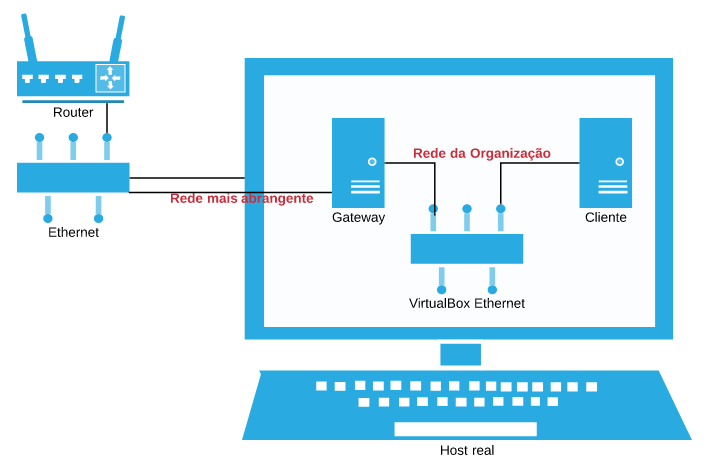 Router
Rede da Organização
Rede mais abrangente
Gateway
Cliente
Ethernet
VirtualBox Ethernet
Host real